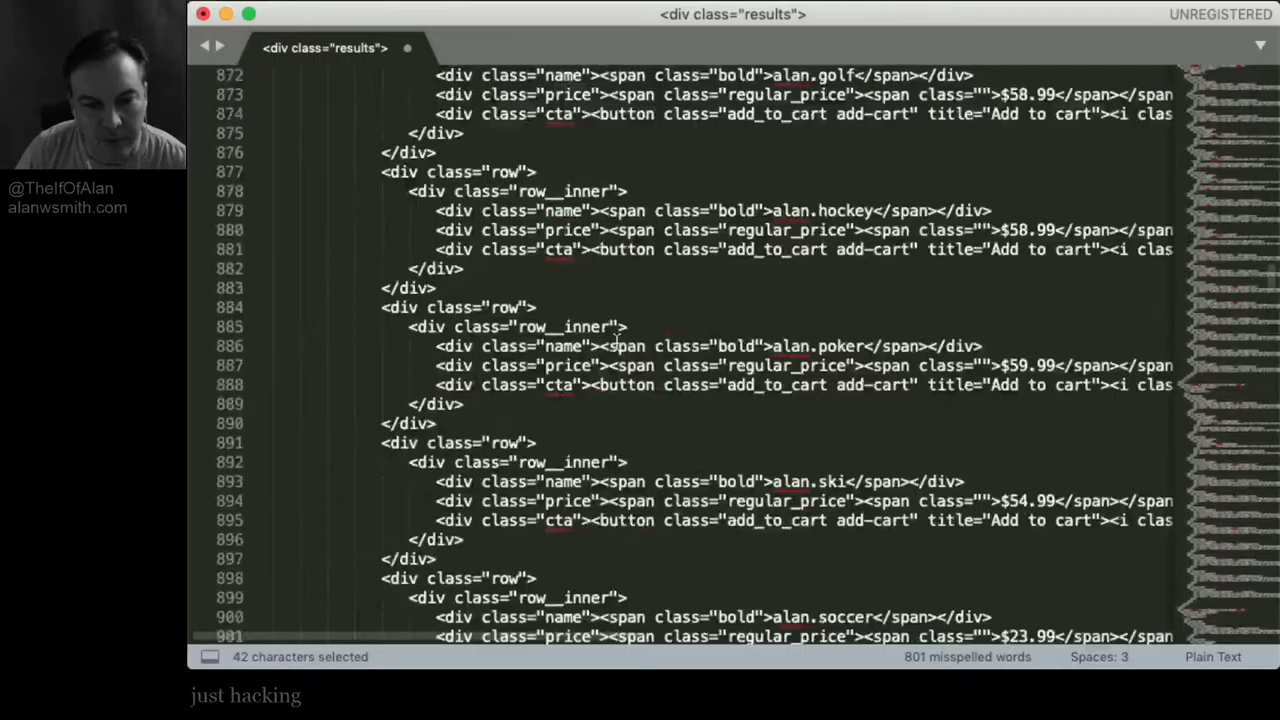 <div class="results">
UNREGISTERED
<div class="results">
872 <div class="name"><span class="bold">alan.golf</span></div>
873 <div class="price"><span class="regular_price"><span class="">$58.99</span></span
874 <div class="cta"><button class="add_to_cart add-cart" title="Add to cart"><i clas
875 </div>
876 </div>
877 <div class="row">
878 <div class="row__inner">
879 <div class="name"><span class="bold">alan.hockey</span></div>
880 <div class="price"><span class="regular_price"><span class="">$58.99</span></span
881 <div class="cta"><button class="add_to_cart add-cart" title="Add to cart"><i clas
882 </div>
883 </div>
884 <div class="row">
885 <div class="row__inner">
886 <div class="name"><span class="bold">alan.poker</span></div>
887 <div class="price"><span class="regular_price"><span class="">$59.99</span></span
888 <div class="cta"><button class="add_to_cart add-cart" title="Add to cart"><i clas
889 </div>
890 </div>
891 <div class="row">
892 <div class="row__inner">
893 <div class="name"><span class="bold">alan.ski</span></div>
894 <div class="price"><span class="regular_price"><span class="">$54.99</span></span
895 <div class="cta"><button class="add_to_cart add-cart" title="Add to cart"><i clas
896 </div>
897 </div>
898 <div class="row">
899 <div class="row__inner">
900 <div class="name"><span class="bold">alan.soccer</span></div>
901 <div class="price"><span class="regular_price"><span class="">$23.99</span></span
42 characters selected
801 misspelled words
Spaces: 3
Plain Text
@TheIfOfAlan
alanwsmith.com
just hacking